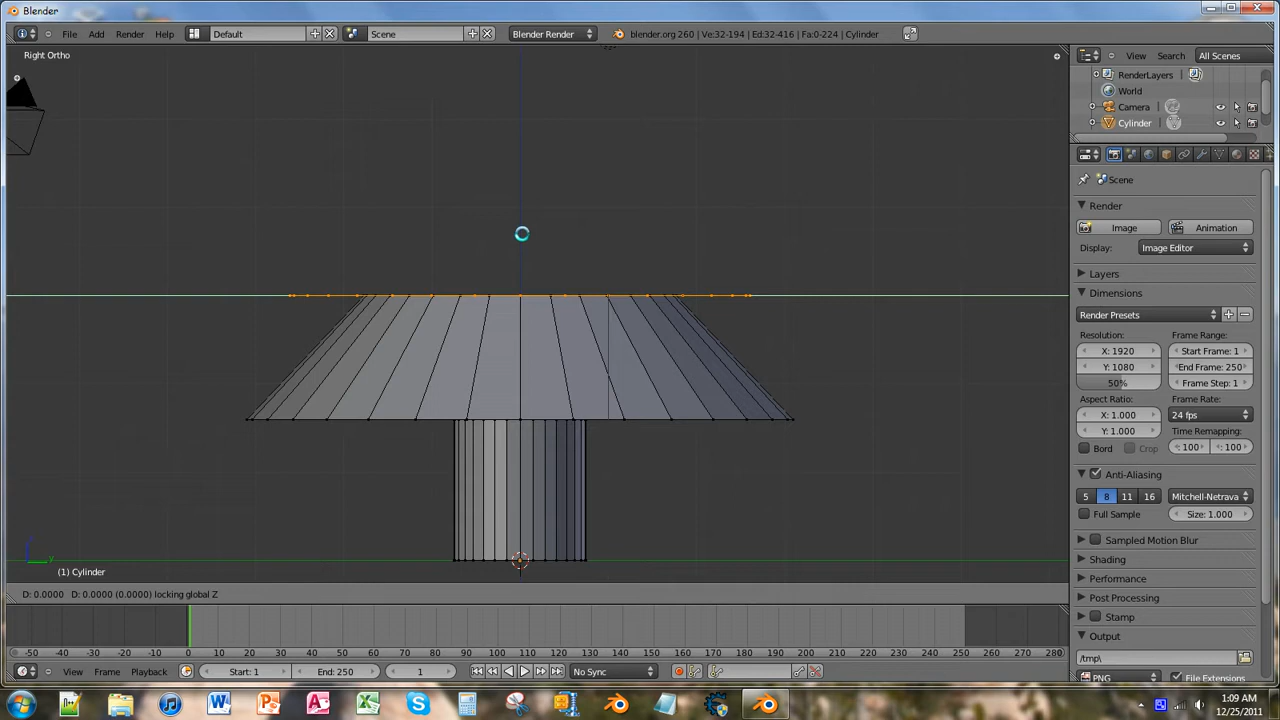 Blender
File Add Render Help Default Scene Blender Render blender.org 260 | Ve:32-194 | Ed:32-416 | Fa:0-224 | Cylinder
Right Ortho
View Search All Scenes
RenderLayers
World
Camera
Cylinder
Scene
Render
Image Animation
Display: Image Editor
Layers
Dimensions
Render Presets
Resolution: Frame Range:
X: 1920 Start Frame: 1
Y: 1080 End Frame: 250
50% Frame Step: 1
Aspect Ratio: Frame Rate:
X: 1.000 24 fps
Y: 1.000 Time Remapping:
Bord Crop :100 :100
Anti-Aliasing
5 8 11 16 Mitchell-Netrava
Full Sample Size: 1.000
Sampled Motion Blur
Shading
Performance
Post Processing
Stamp
Output
/tmp\
PNG File Extensions
y
(1) Cylinder
D: 0.0000 D: 0.0000 (0.0000) locking global Z
-50 -40 -30 -20 -10 0 10 20 30 40 50 60 70 80 90 100 110 120 130 140 150 160 170 180 190 200 210 220 230 240 250 260 270 280
View Frame Playback Start: 1 End: 250 1 No Sync
1:09 AM
12/25/2011